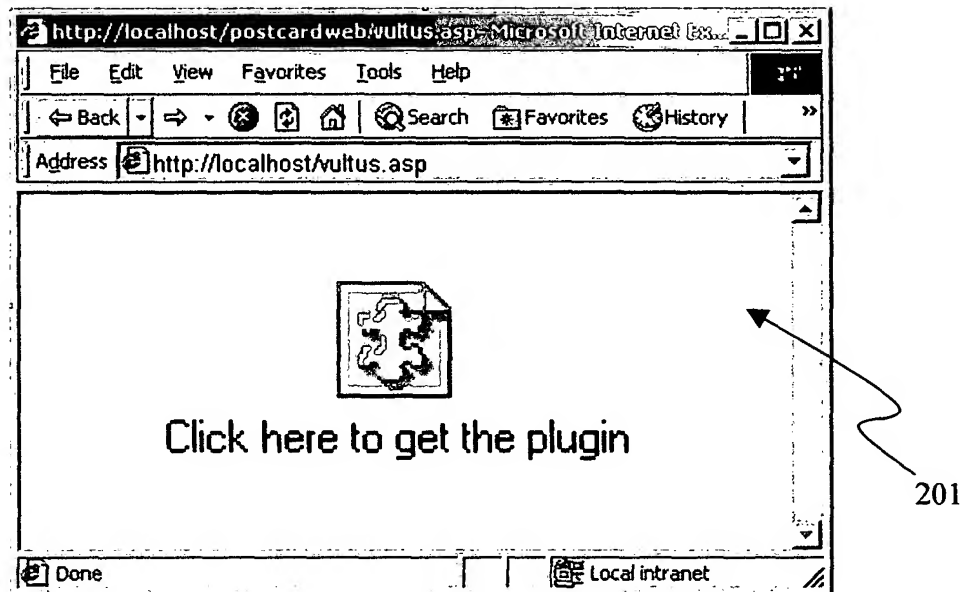 http://localhost/postcardweb/vultus.asp - Microsoft Internet Ex...
File Edit View Favorites Tools Help
Back Search Favorites History »
Address http://localhost/vultus.asp
Click here to get the plugin
201
Done Local intranet